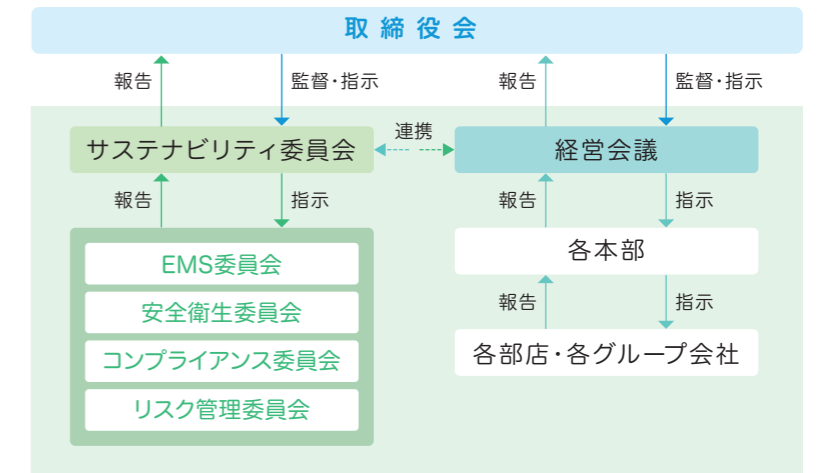 取締役会
報告
監督・指示
報告
監督・指示
連携
サステナビリティ委員会
経営会議
報告
指示
報告
指示
EMS委員会
安全衛生委員会
コンプライアンス委員会
リスク管理委員会
各本部
報告
指示
各部店・各グループ会社